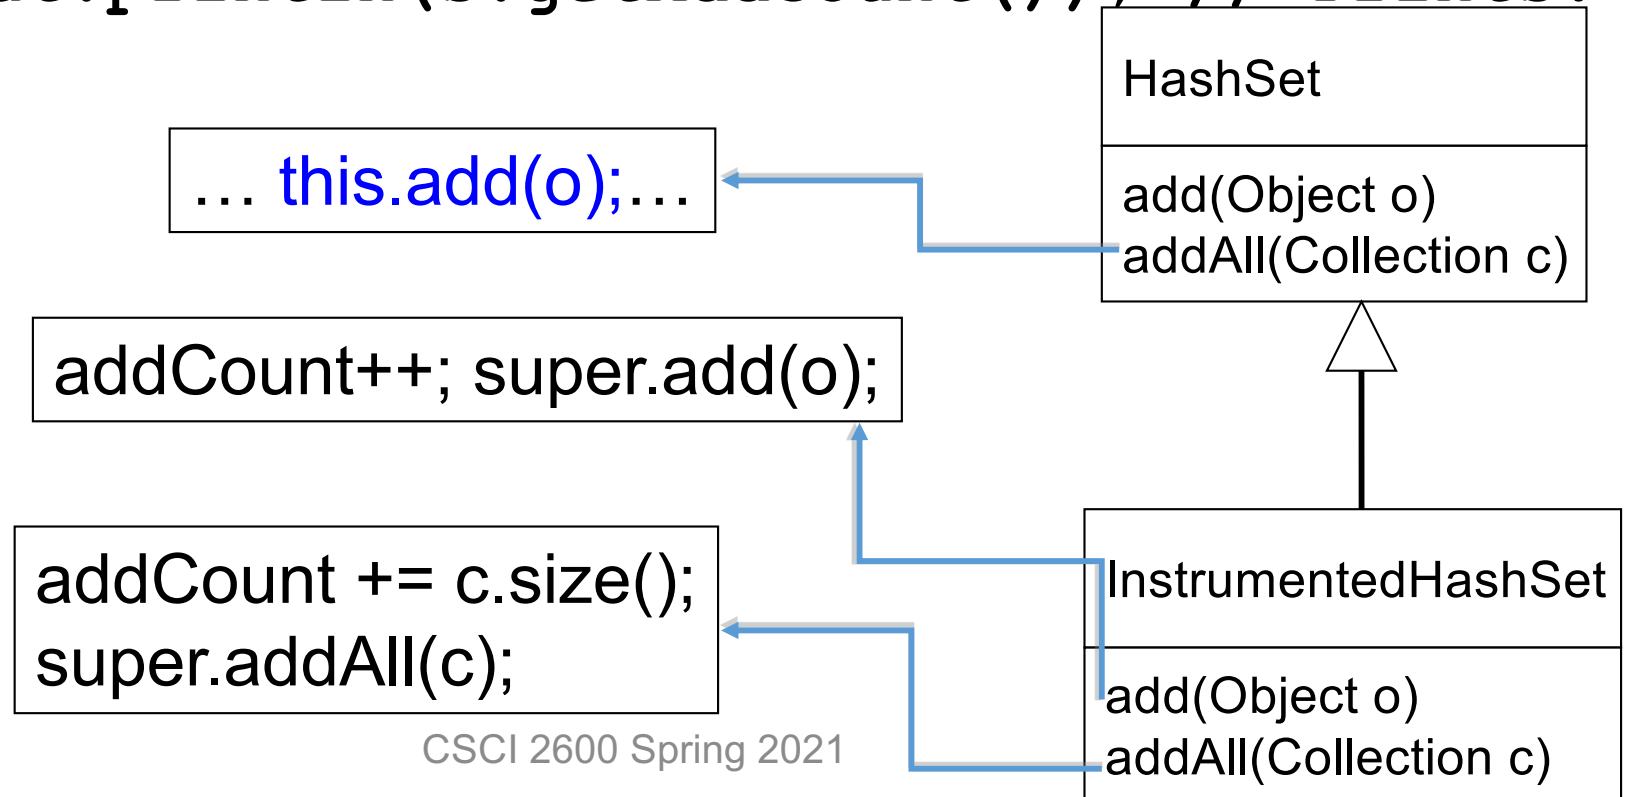 HashSet
… this.add(o);…
add(Object o)
addAll(Collection c)
addCount++; super.add(o);
addCount += c.size();
super.addAll(c);
InstrumentedHashSet
add(Object o)
addAll(Collection c)
CSCI 2600 Spring 2021